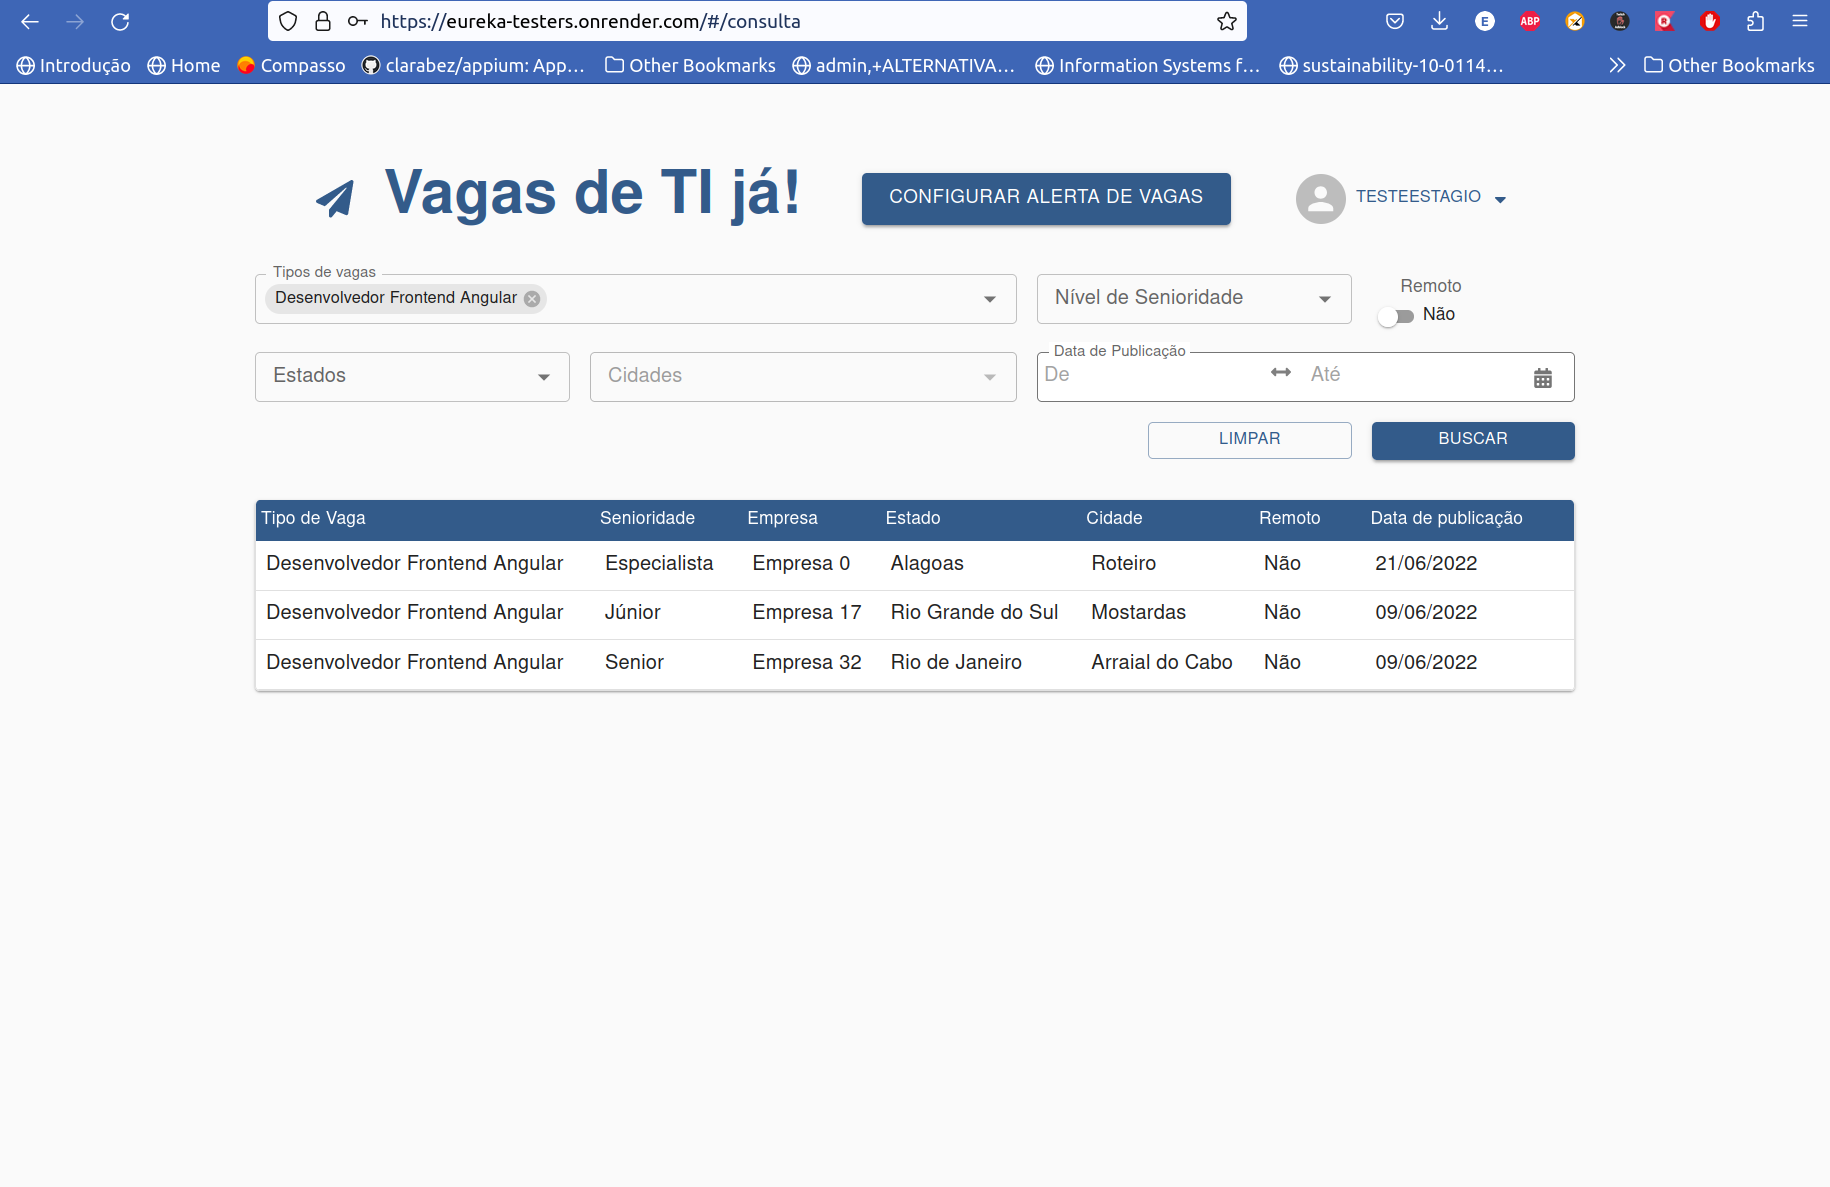 https://eureka-testers.onrender.com/#/consulta
E
ABP
Introdução
Home
Compasso
clarabez/appium: App…
Other Bookmarks
admin,+ALTERNATIVA…
Information Systems f…
sustainability-10-0114…
Other Bookmarks
Vagas de TI já!
CONFIGURAR ALERTA DE VAGAS
TESTEESTAGIO
Tipos de vagas
Desenvolvedor Frontend Angular
Nível de Senioridade
Remoto
Não
Estados
Cidades
Data de Publicação
De
Até
LIMPAR
BUSCAR
Tipo de Vaga Senioridade Empresa Estado Cidade Remoto Data de publicação
Desenvolvedor Frontend Angular Especialista Empresa 0 Alagoas Roteiro Não 21/06/2022
Desenvolvedor Frontend Angular Júnior Empresa 17 Rio Grande do Sul Mostardas Não 09/06/2022
Desenvolvedor Frontend Angular Senior Empresa 32 Rio de Janeiro Arraial do Cabo Não 09/06/2022